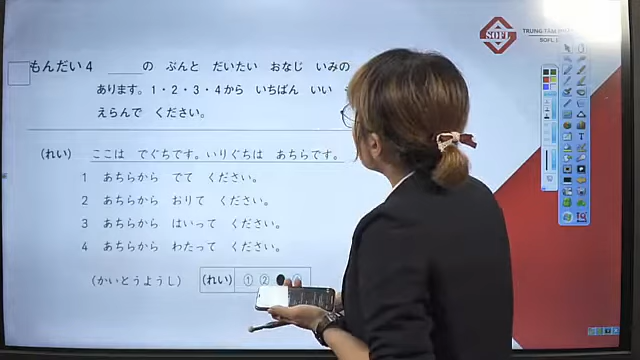 TRUNG TÂM
SOFL
SOFL
もんだい4 ＿＿＿の ぶんと だいたい おなじ いみの
あります。1・2・3・4から いちばん いい
えらんで ください。
(れい) ここは でぐちです。いりぐちは あちらです。
1 あちらから でて ください。
2 あちらから おりて ください。
3 あちらから はいって ください。
4 あちらから わたって ください。
(かいとうようし) (れい) ① ② ④